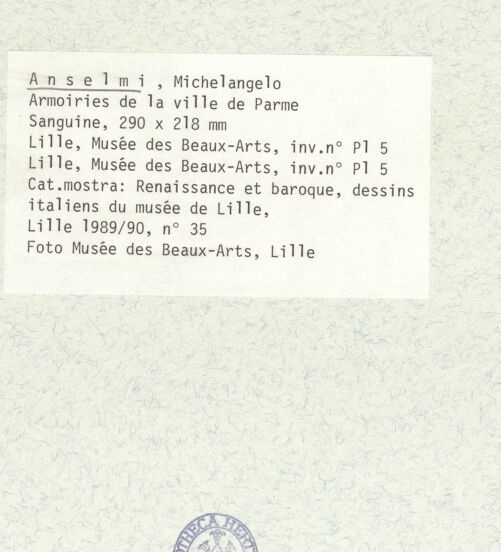 Anselmi, Michelangelo
Armoiries de la ville de Parme
Sanguine, 290 x 218 mm
Lille, Musée des Beaux-Arts, inv.n° Pl 5
Lille, Musée des Beaux-Arts, inv.n° Pl 5
Cat.mostra: Renaissance et baroque, dessins
italiens du musée de Lille,
Lille 1989/90, n° 35
Foto Musée des Beaux-Arts, Lille